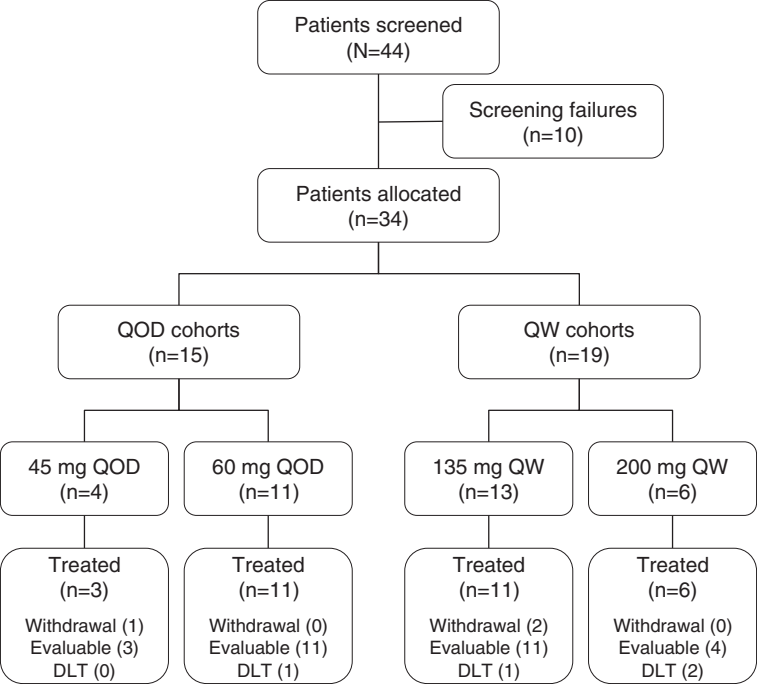 Patients screened
(N=44)
Screening failures
(n=10)
Patients allocated
(n=34)
QOD cohorts
(n=15)
QW cohorts
(n=19)
45 mg QOD
(n=4)
60 mg QOD
(n=11)
135 mg QW
(n=13)
200 mg QW
(n=6)
Treated
(n=3)
Withdrawal (1)
Evaluable (3)
DLT (0)
Treated
(n=11)
Withdrawal (0)
Evaluable (11)
DLT (1)
Treated
(n=11)
Withdrawal (2)
Evaluable (11)
DLT (1)
Treated
(n=6)
Withdrawal (0)
Evaluable (4)
DLT (2)